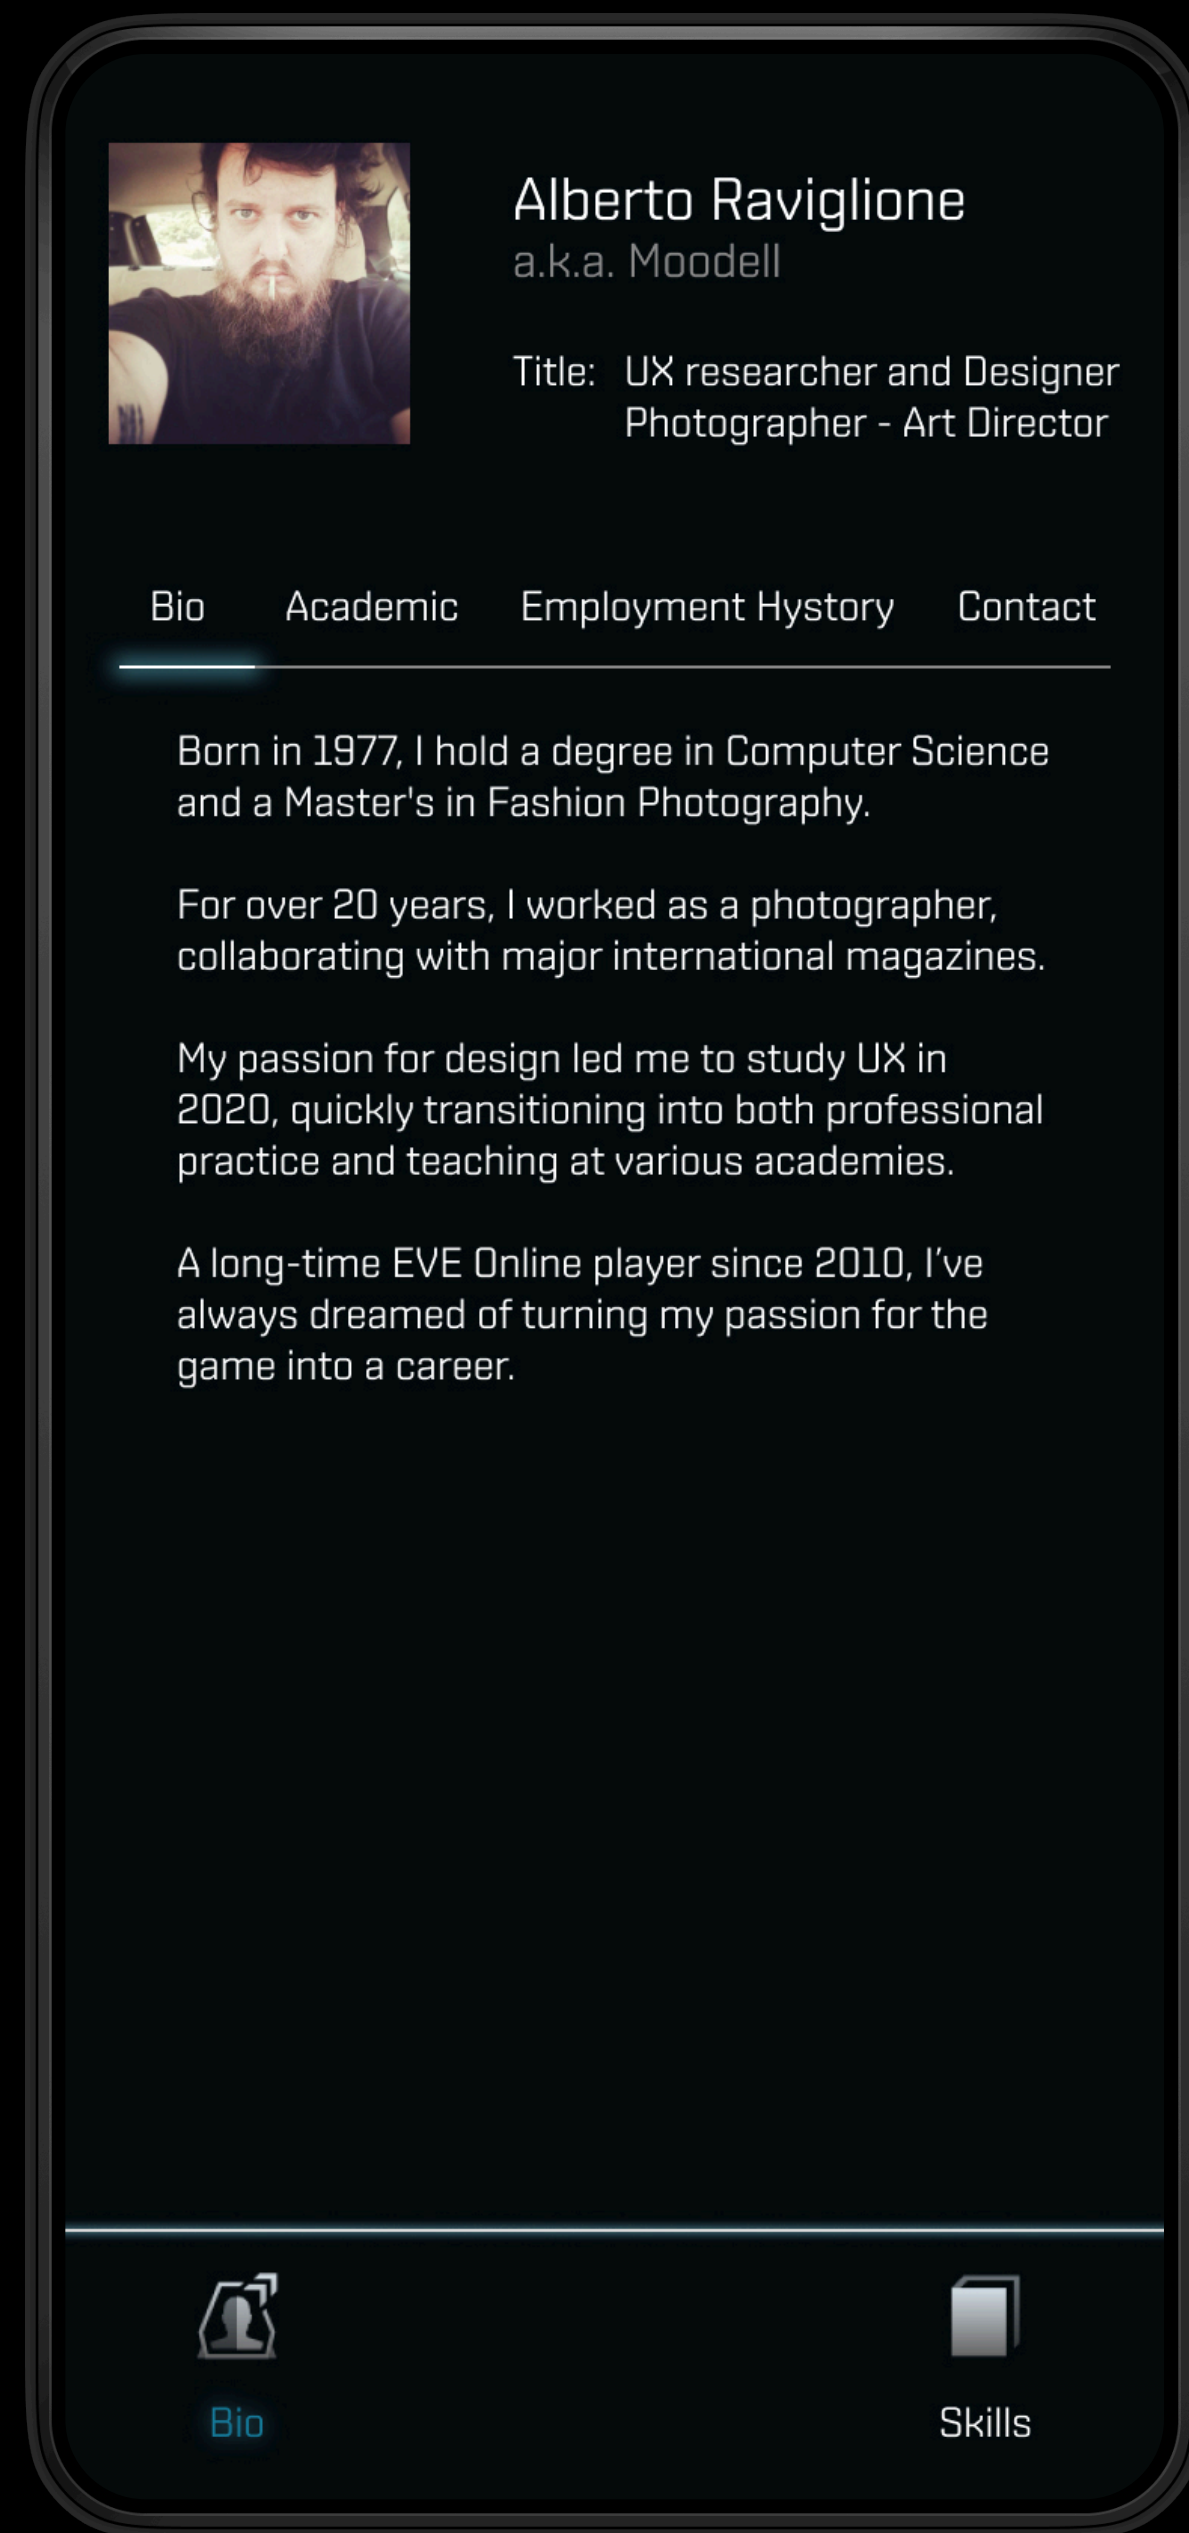 Alberto Raviglione
a.k.a. Moodell
Title: UX researcher and Designer
Photographer - Art Director
Bio Academic Employment Hystory Contact
Born in 1977, I hold a degree in Computer Science
and a Master's in Fashion Photography.
For over 20 years, I worked as a photographer,
collaborating with major international magazines.
My passion for design led me to study UX in
2020, quickly transitioning into both professional
practice and teaching at various academies.
A long-time EVE Online player since 2010, I’ve
always dreamed of turning my passion for the
game into a career.
Bio Skills